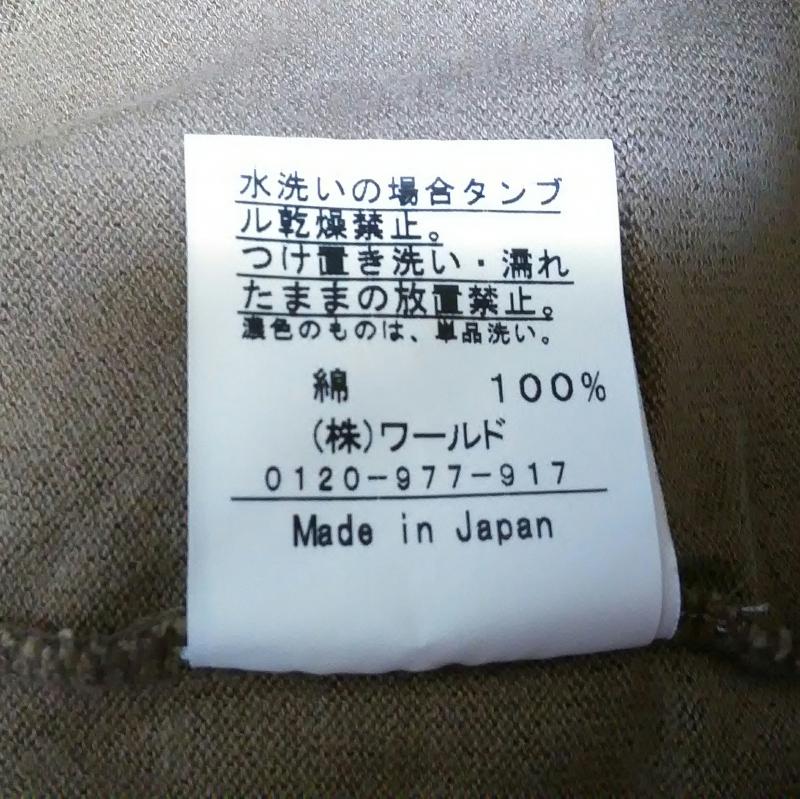 水洗いの場合タンブ
ル乾燥禁止。
つけ置き洗い・濡れ
たままの放置禁止。
濃色のものは、単品洗い。
綿 100%
(株)ワールド
0120-977-917
Made in Japan